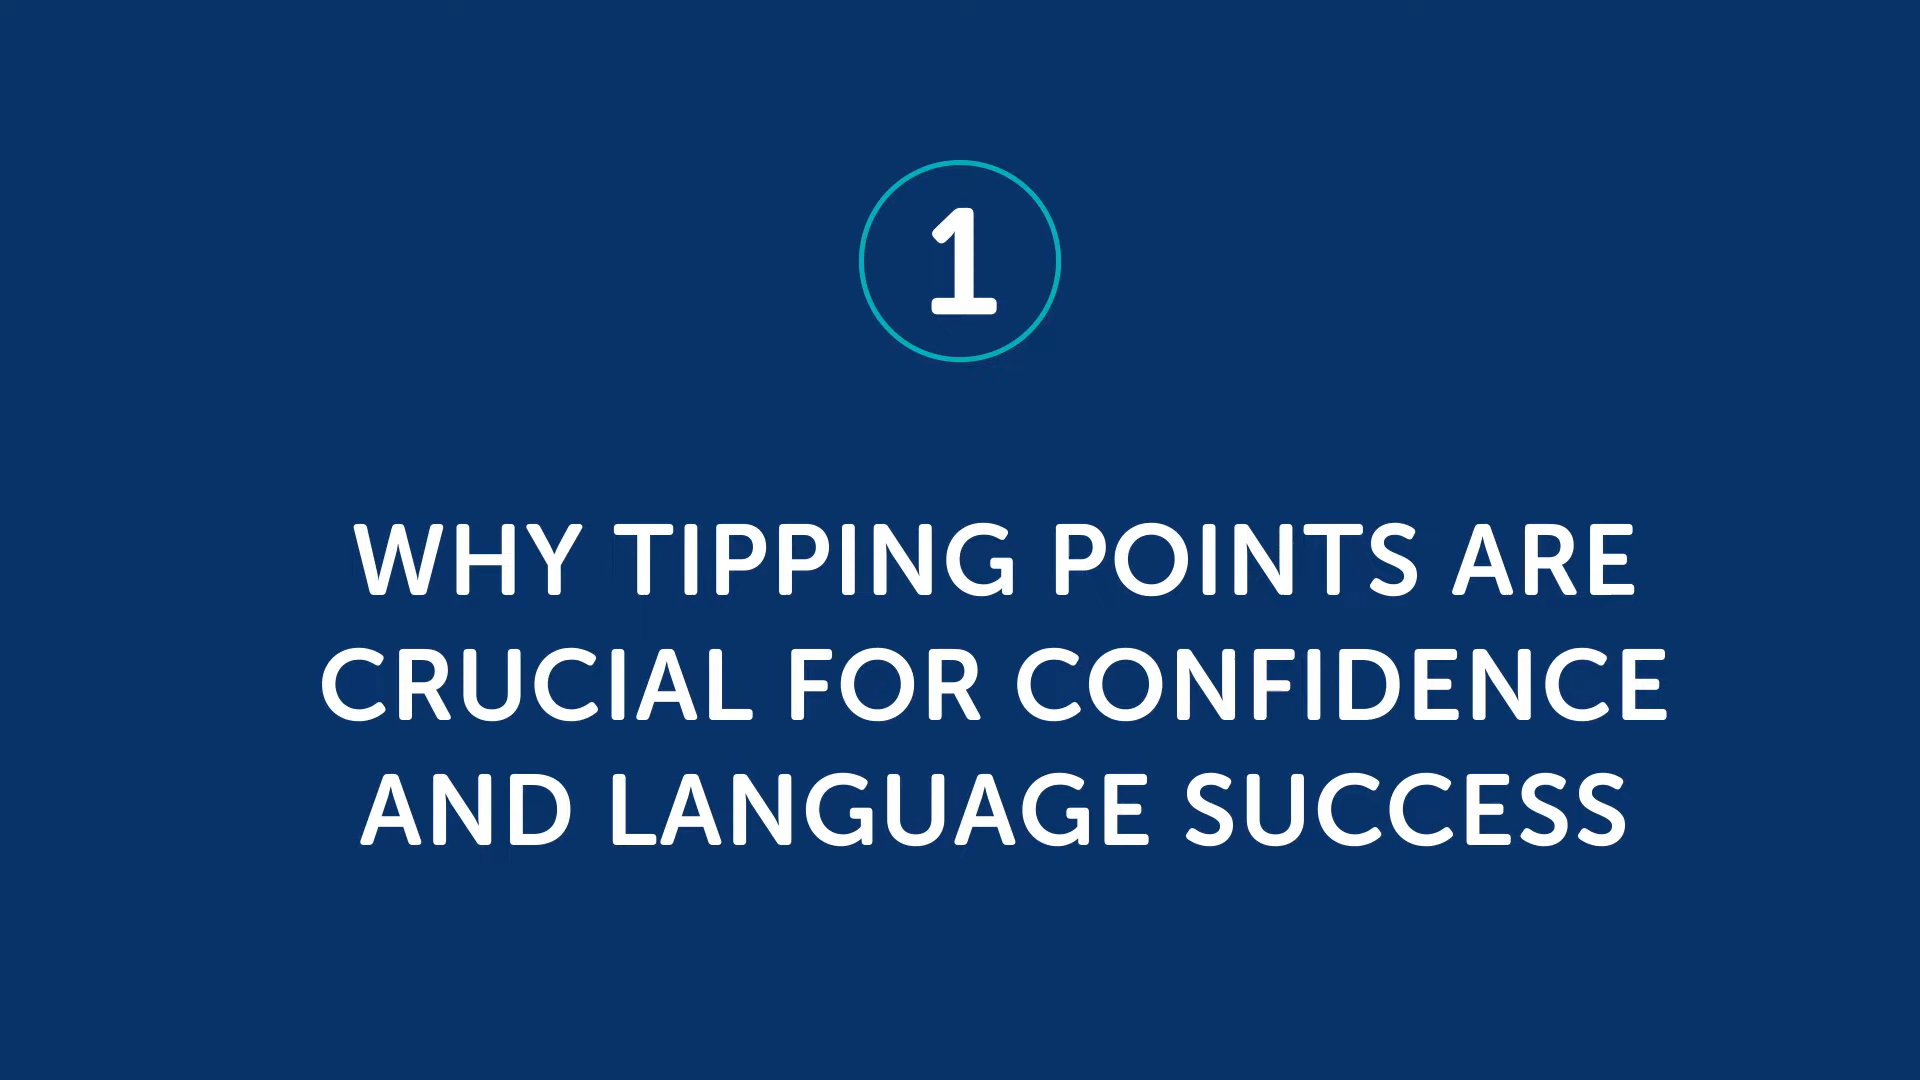 1
WHY TIPPING POINTS ARE
CRUCIAL FOR CONFIDENCE
AND LANGUAGE SUCCESS